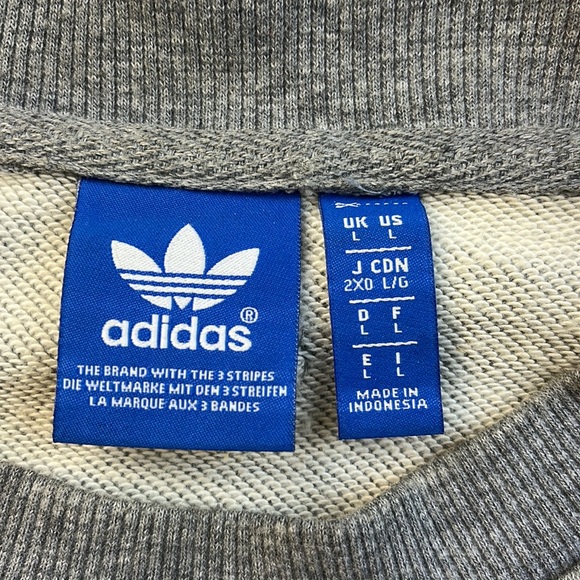 adidas®
THE BRAND WITH THE 3 STRIPES
DIE WELTMARKE MIT DEN 3 STREIFEN
LA MARQUE AUX 3 BANDES
UK US
L L
J CDN
2XO L/G
D F
L L
E I
L L
MADE IN
INDONESIA